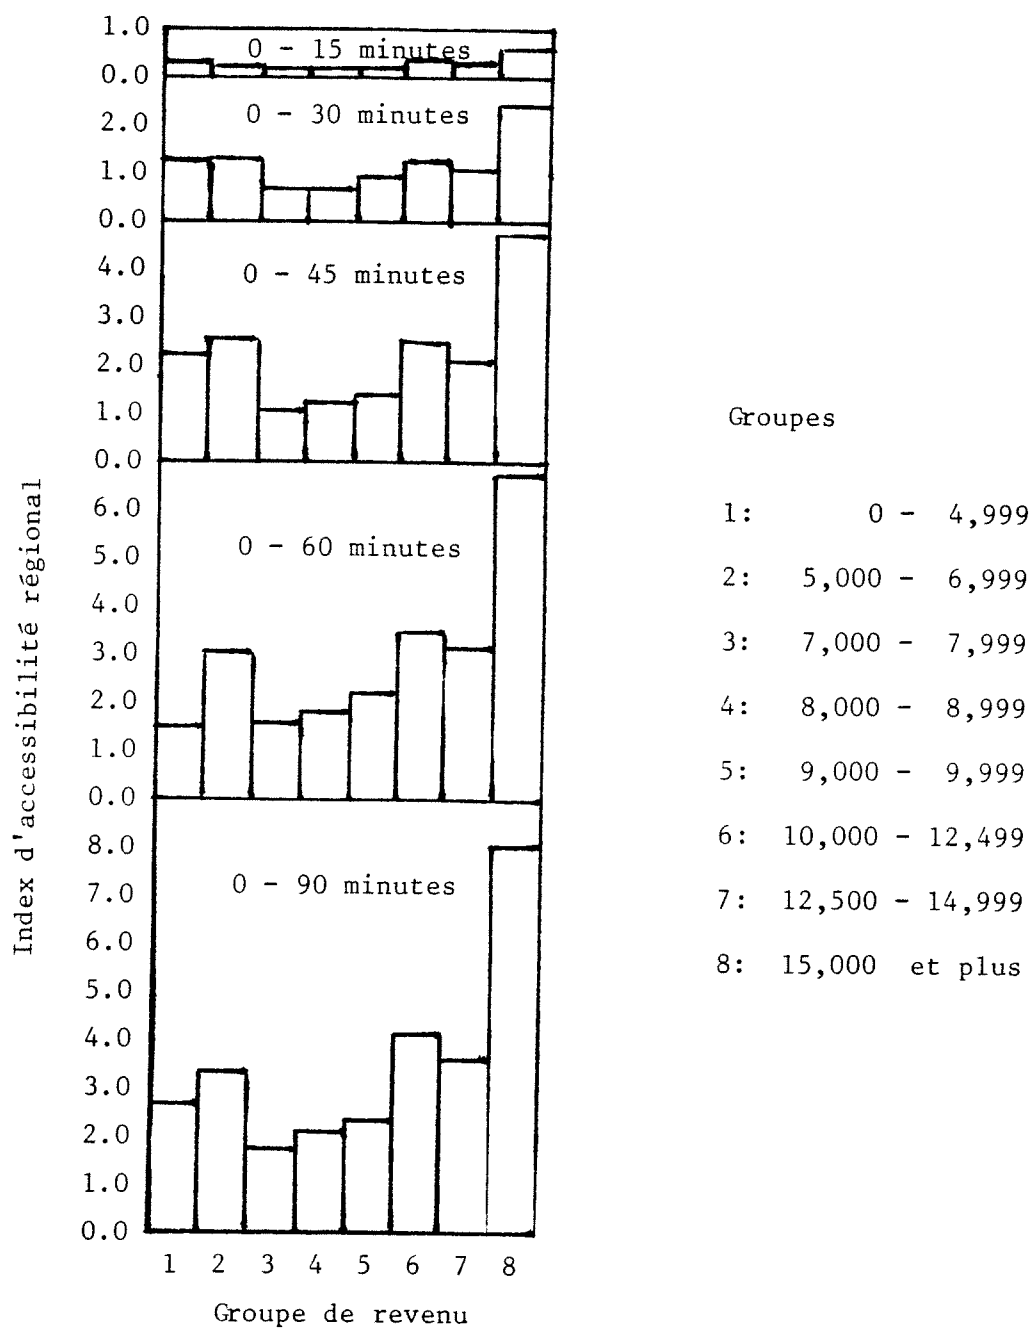 1.0
0 - 15 minutes
0.0
2.0
0 - 30 minutes
1.0
0.0
4.0
0 - 45 minutes
3.0
2.0
1.0
0.0
6.0
5.0
0 - 60 minutes
4.0
3.0
2.0
1.0
0.0
8.0
7.0
0 - 90 minutes
6.0
5.0
4.0
3.0
2.0
1.0
0.0
1 2 3 4 5 6 7 8
Groupe de revenu
Index d'accessibilité régional
Groupes
1: 0 - 4,999
2: 5,000 - 6,999
3: 7,000 - 7,999
4: 8,000 - 8,999
5: 9,000 - 9,999
6: 10,000 - 12,499
7: 12,500 - 14,999
8: 15,000 et plus